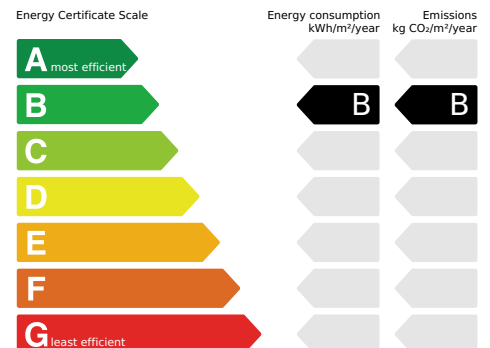 Energy Certificate Scale
Energy consumption
kWh/m²/year
Emissions
kg CO₂/m²/year
A most efficient
B B B
C
D
E
F
G least efficient